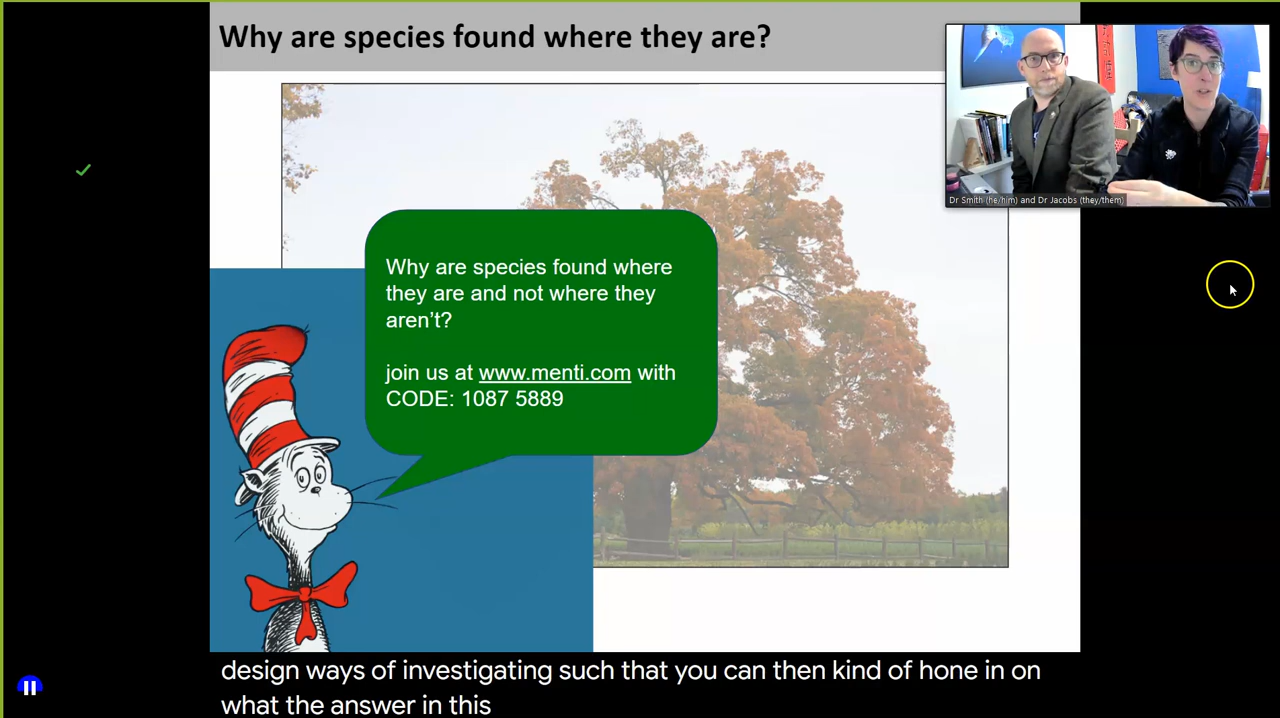 Why are species found where they are?
Dr Smith (he/him) and Dr Jacobs (they/them)
Why are species found where
they are and not where they
aren't?
join us at www.menti.com with
CODE: 1087 5889
design ways of investigating such that you can then kind of hone in on
what the answer in this